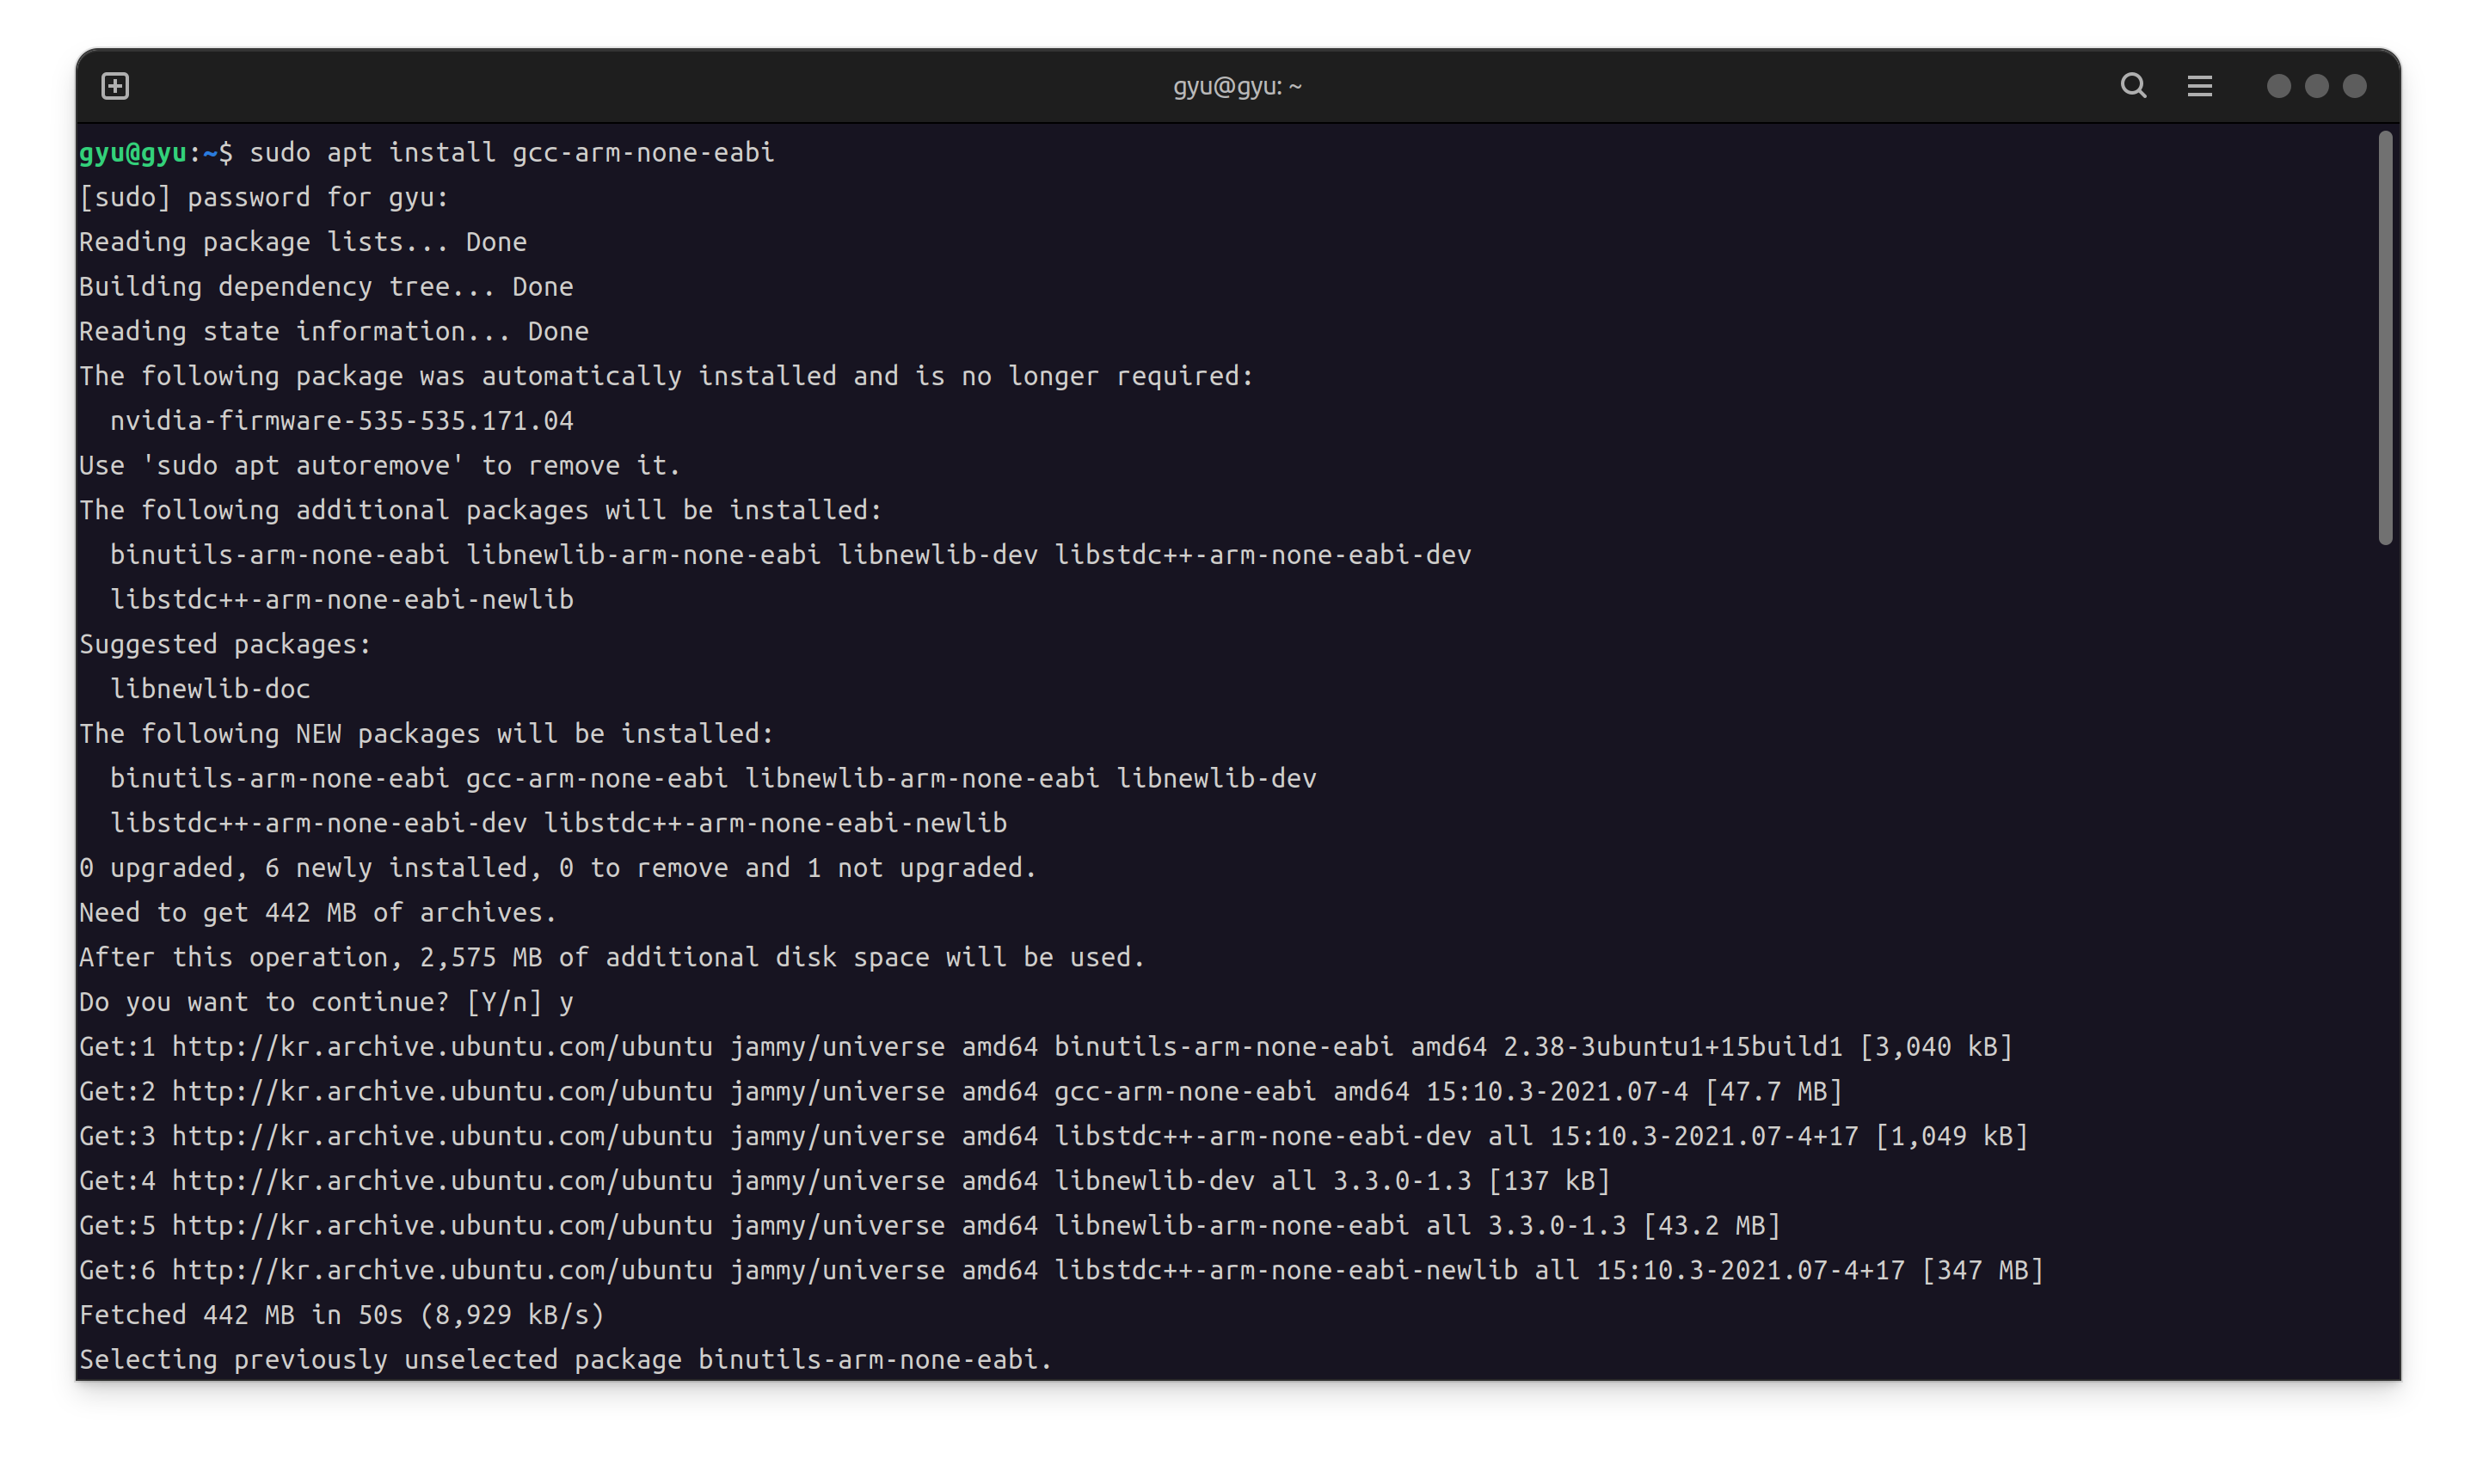 gyu@gyu: ~
gyu@gyu:~$ sudo apt install gcc-arm-none-eabi
[sudo] password for gyu:
Reading package lists... Done
Building dependency tree... Done
Reading state information... Done
The following package was automatically installed and is no longer required:
  nvidia-firmware-535-535.171.04
Use 'sudo apt autoremove' to remove it.
The following additional packages will be installed:
  binutils-arm-none-eabi libnewlib-arm-none-eabi libnewlib-dev libstdc++-arm-none-eabi-dev
  libstdc++-arm-none-eabi-newlib
Suggested packages:
  libnewlib-doc
The following NEW packages will be installed:
  binutils-arm-none-eabi gcc-arm-none-eabi libnewlib-arm-none-eabi libnewlib-dev
  libstdc++-arm-none-eabi-dev libstdc++-arm-none-eabi-newlib
0 upgraded, 6 newly installed, 0 to remove and 1 not upgraded.
Need to get 442 MB of archives.
After this operation, 2,575 MB of additional disk space will be used.
Do you want to continue? [Y/n] y
Get:1 http://kr.archive.ubuntu.com/ubuntu jammy/universe amd64 binutils-arm-none-eabi amd64 2.38-3ubuntu1+15build1 [3,040 kB]
Get:2 http://kr.archive.ubuntu.com/ubuntu jammy/universe amd64 gcc-arm-none-eabi amd64 15:10.3-2021.07-4 [47.7 MB]
Get:3 http://kr.archive.ubuntu.com/ubuntu jammy/universe amd64 libstdc++-arm-none-eabi-dev all 15:10.3-2021.07-4+17 [1,049 kB]
Get:4 http://kr.archive.ubuntu.com/ubuntu jammy/universe amd64 libnewlib-dev all 3.3.0-1.3 [137 kB]
Get:5 http://kr.archive.ubuntu.com/ubuntu jammy/universe amd64 libnewlib-arm-none-eabi all 3.3.0-1.3 [43.2 MB]
Get:6 http://kr.archive.ubuntu.com/ubuntu jammy/universe amd64 libstdc++-arm-none-eabi-newlib all 15:10.3-2021.07-4+17 [347 MB]
Fetched 442 MB in 50s (8,929 kB/s)
Selecting previously unselected package binutils-arm-none-eabi.